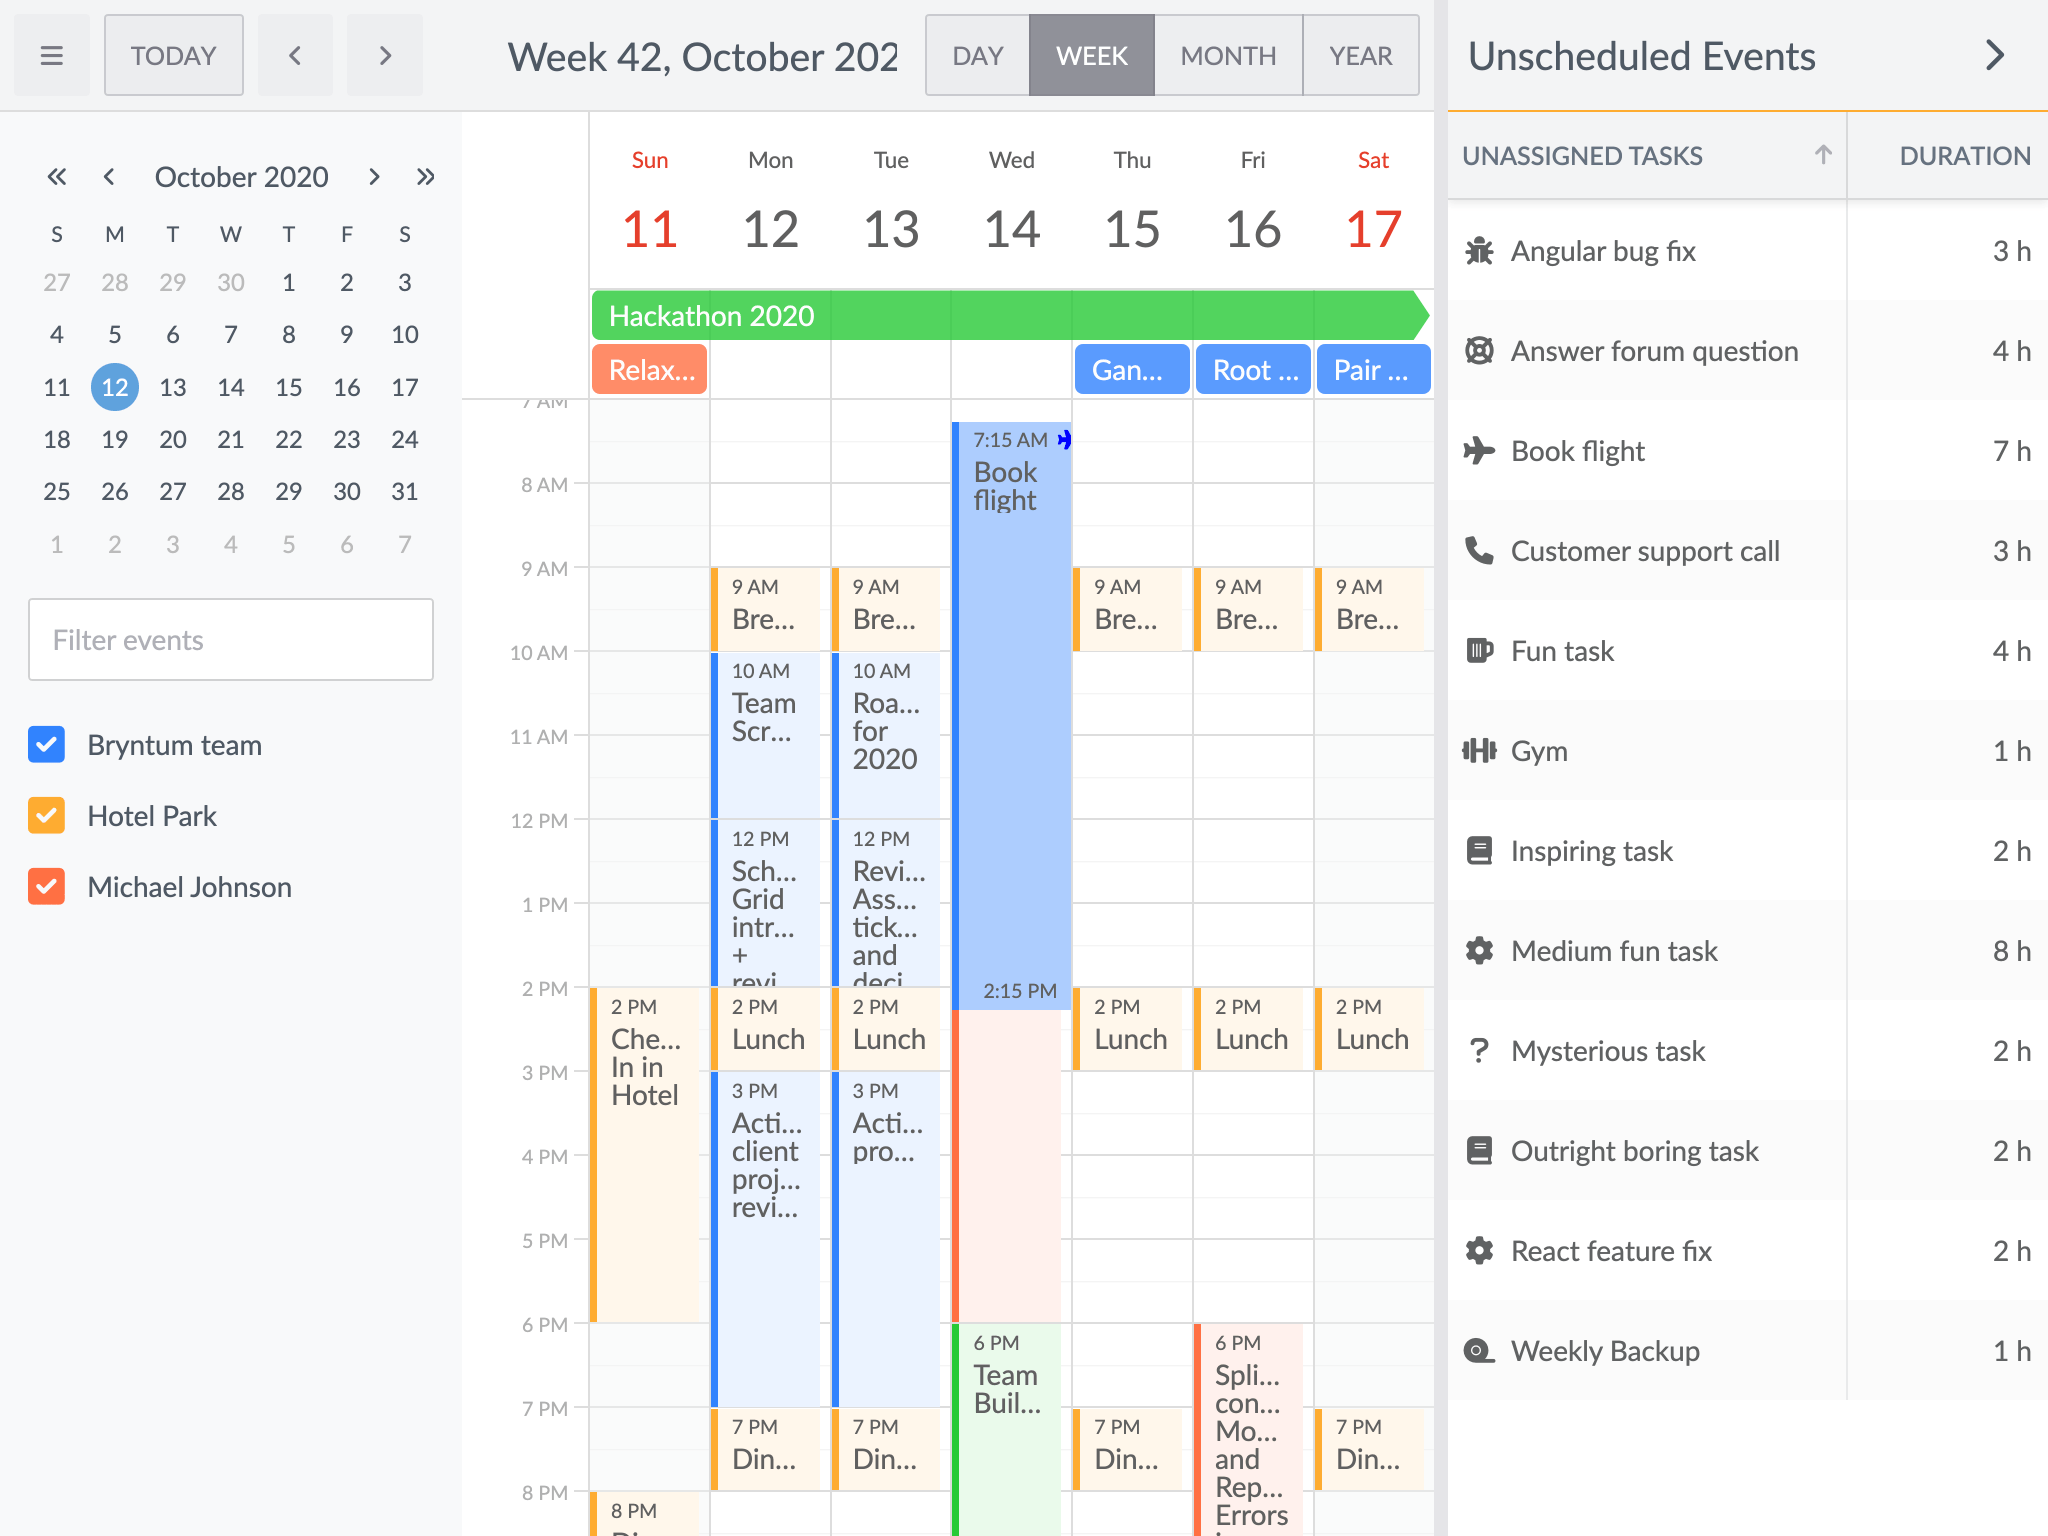 TODAY
Week 42, October 202
DAY
WEEK
MONTH
YEAR
Unscheduled Events
October 2020
S M T W T F S
27 28 29 30 1 2 3
4 5 6 7 8 9 10
11 12 13 14 15 16 17
18 19 20 21 22 23 24
25 26 27 28 29 30 31
1 2 3 4 5 6 7
Filter events
Bryntum team
Hotel Park
Michael Johnson
Sun Mon Tue Wed Thu Fri Sat
11 12 13 14 15 16 17
Hackathon 2020
Relax...
Gan...
Root ...
Pair ...
7 AM
8 AM
9 AM
10 AM
11 AM
12 PM
1 PM
2 PM
3 PM
4 PM
5 PM
6 PM
7 PM
8 PM
2 PM
Che...
In in
Hotel
8 PM
9 AM
Bre...
10 AM
Team
Scr...
12 PM
Sch...
Grid
intr...
+
revi
2 PM
Lunch
3 PM
Acti...
client
proj...
revi...
7 PM
Din...
9 AM
Bre...
10 AM
Roa...
for
2020
12 PM
Revi...
Ass...
tick...
and
deci
2 PM
Lunch
3 PM
Acti...
pro...
7 PM
Din...
7:15 AM
Book
flight
2:15 PM
6 PM
Team
Buil...
9 AM
Bre...
2 PM
Lunch
7 PM
Din...
9 AM
Bre...
2 PM
Lunch
6 PM
Spli...
con...
Mo...
and
Rep...
Errors
9 AM
Bre...
2 PM
Lunch
7 PM
Din...
UNASSIGNED TASKS DURATION
Angular bug fix 3 h
Answer forum question 4 h
Book flight 7 h
Customer support call 3 h
Fun task 4 h
Gym 1 h
Inspiring task 2 h
Medium fun task 8 h
Mysterious task 2 h
Outright boring task 2 h
React feature fix 2 h
Weekly Backup 1 h